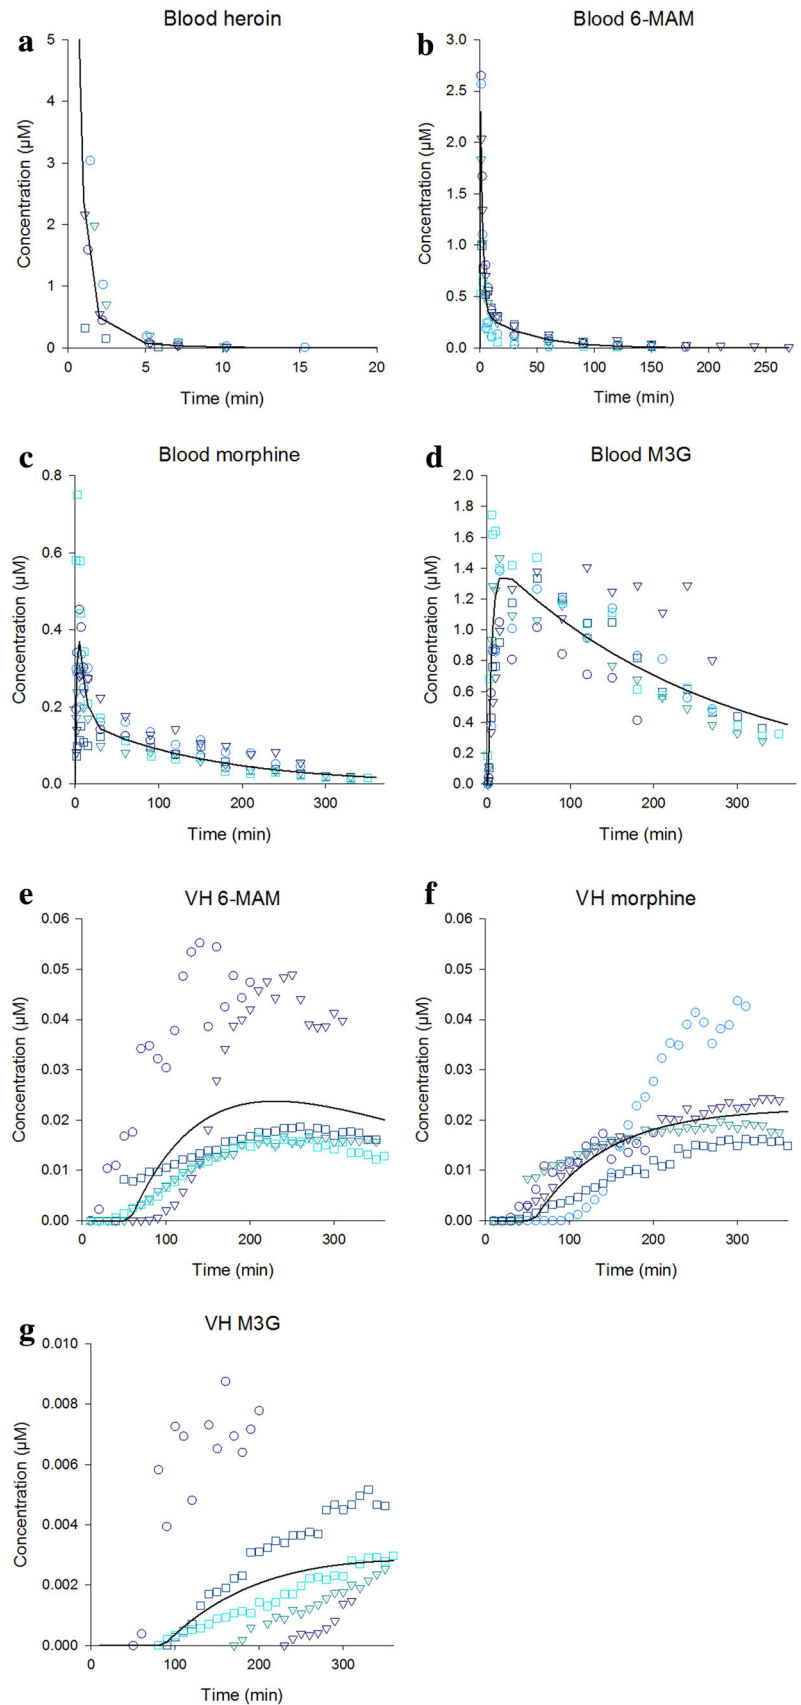 a
Blood heroin
Concentration (µM)
5
4
3
2
1
0
0 5 10 15 20
Time (min)
b
Blood 6-MAM
Concentration (µM)
3.0
2.5
2.0
1.5
1.0
0.5
0.0
0 50 100 150 200 250
Time (min)
c
Blood morphine
Concentration (µM)
0.8
0.6
0.4
0.2
0.0
0 100 200 300
Time (min)
d
Blood M3G
Concentration (µM)
2.0
1.8
1.6
1.4
1.2
1.0
0.8
0.6
0.4
0.2
0.0
0 100 200 300
Time (min)
e
VH 6-MAM
Concentration (µM)
0.06
0.05
0.04
0.03
0.02
0.01
0.00
0 100 200 300
Time (min)
f
VH morphine
Concentration (µM)
0.06
0.05
0.04
0.03
0.02
0.01
0.00
0 100 200 300
Time (min)
g
VH M3G
Concentration (µM)
0.010
0.008
0.006
0.004
0.002
0.000
0 100 200 300
Time (min)